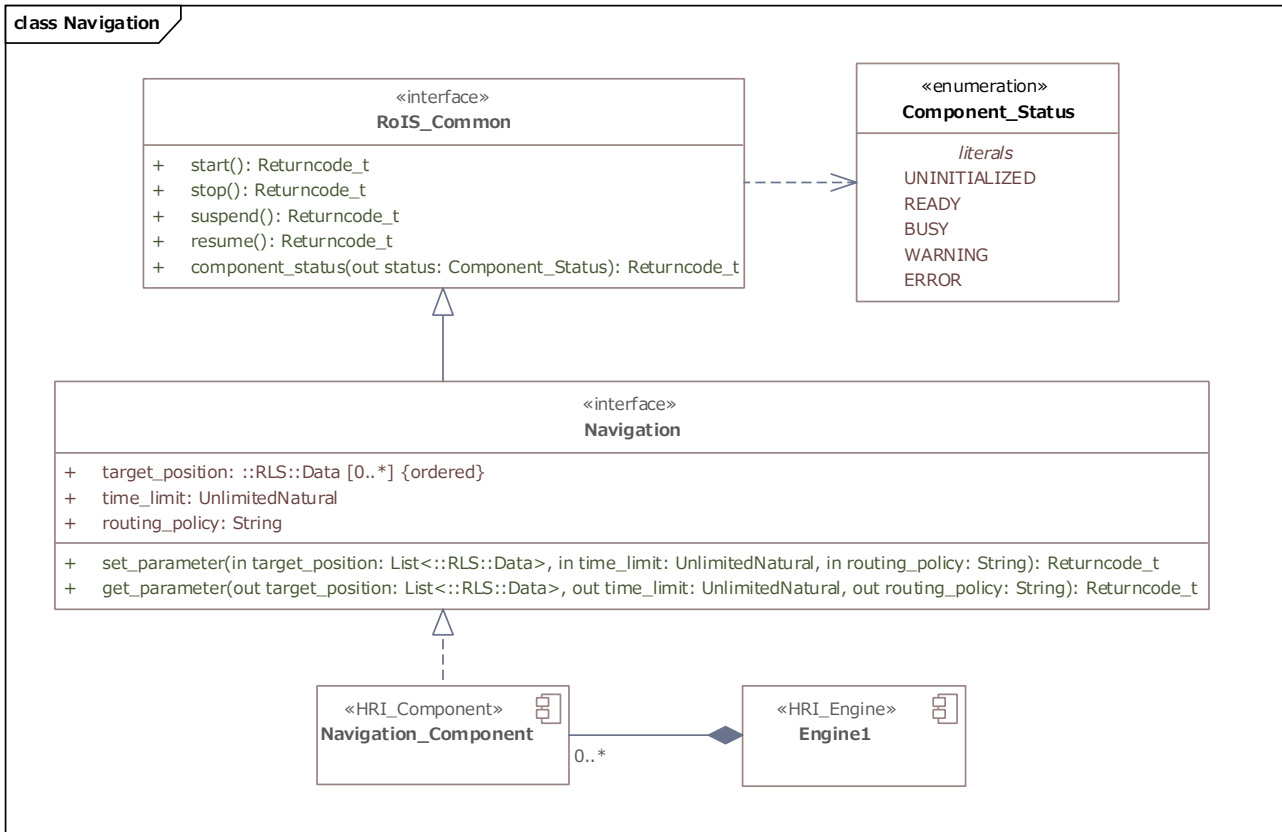 class Navigation
«interface»
RoIS_Common
+ start(): Returncode_t
+ stop(): Returncode_t
+ suspend(): Returncode_t
+ resume(): Returncode_t
+ component_status(out status: Component_Status): Returncode_t
«enumeration»
Component_Status
literals
UNINITIALIZED
READY
BUSY
WARNING
ERROR
«interface»
Navigation
+ target_position: ::RLS::Data [0..*] {ordered}
+ time_limit: UnlimitedNatural
+ routing_policy: String
+ set_parameter(in target_position: List<::RLS::Data>, in time_limit: UnlimitedNatural, in routing_policy: String): Returncode_t
+ get_parameter(out target_position: List<::RLS::Data>, out time_limit: UnlimitedNatural, out routing_policy: String): Returncode_t
«HRI_Component»
Navigation_Component
0..*
«HRI_Engine»
Engine1